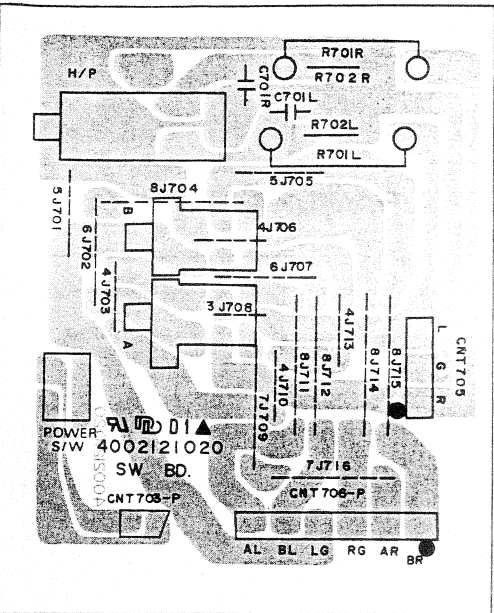 R701R
H/P
R702R
C701R
C701L
R702L
R701L
5J705
5J701
8J704
B
6J702
4J706
6J707
4J703
3J708
A
4J713
L
G
R
CNT705
8J711
8J712
8J714
8J715
4J710
7J709
POWER
S/W
D1
4002121020
SW BD.
7J716
CNT703-P
CNT706-P
AL BL LG RG AR BR